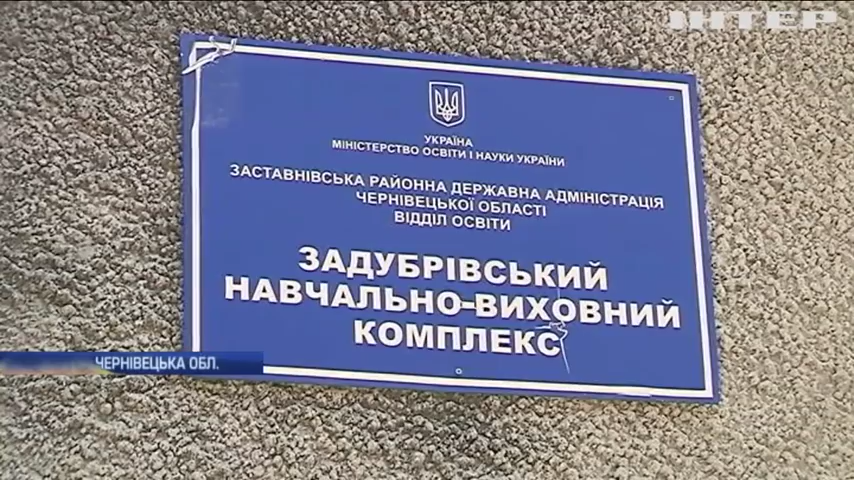 ІНТЕР
УКРАЇНА
МІНІСТЕРСТВО ОСВІТИ І НАУКИ УКРАЇНИ
ЗАСТАВНІВСЬКА РАЙОННА ДЕРЖАВНА АДМІНІСТРАЦІЯ
ЧЕРНІВЕЦЬКОЇ ОБЛАСТІ
ВІДДІЛ ОСВІТИ
ЗАДУБРІВСЬКИЙ
НАВЧАЛЬНО-ВИХОВНИЙ
КОМПЛЕКС
ЧЕРНІВЕЦЬКА ОБЛ.